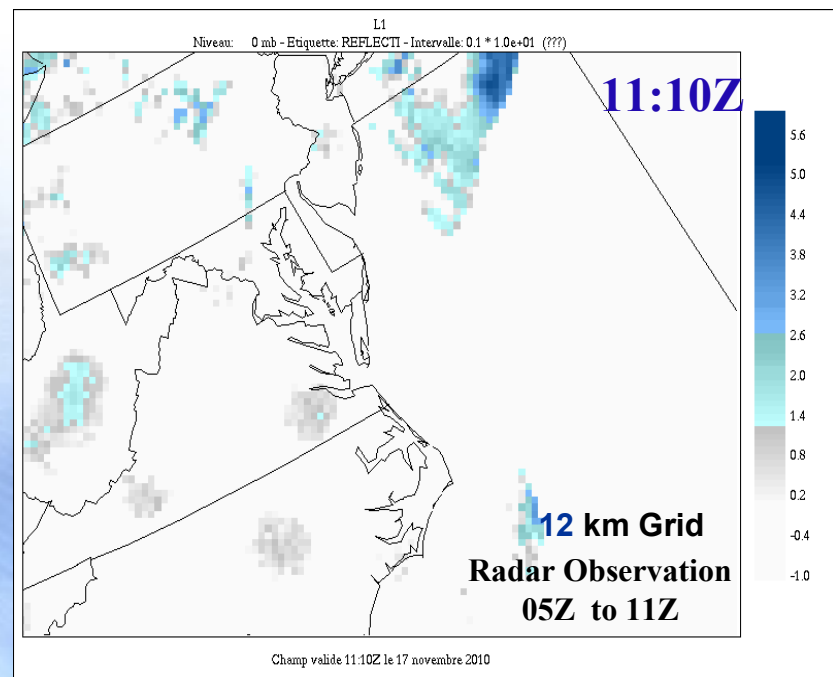 L1
Niveau: 0 mb - Etiquette: REFLECTI - Intervalle: 0.1 * 1.0e+01 (???)
11:10Z
5.6
5.0
4.4
3.8
3.2
2.6
2.0
1.4
0.8
0.2
-0.4
-1.0
12 km Grid
Radar Observation
05Z to 11Z
Champ valide 11:10Z le 17 novembre 2010